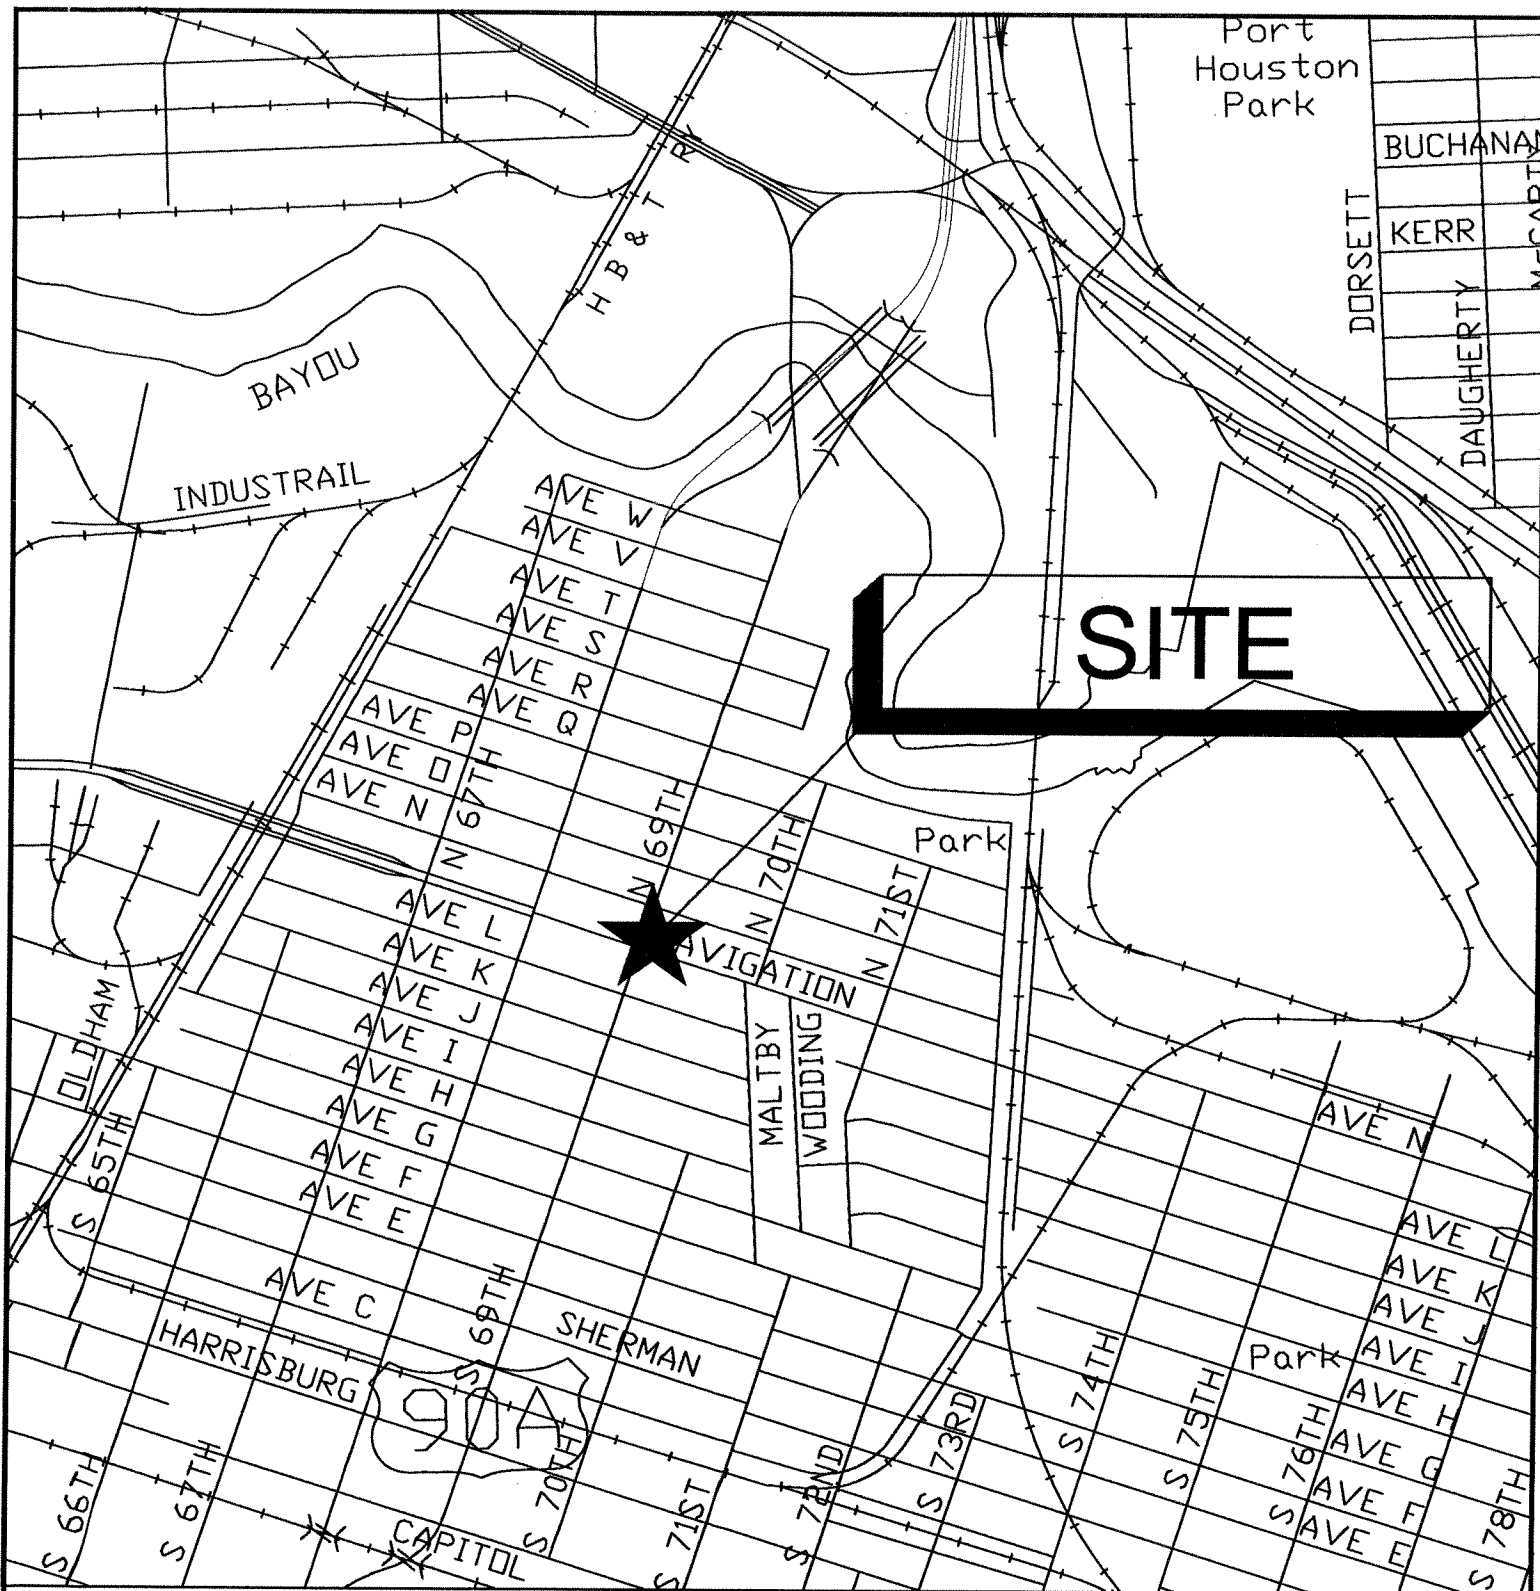 Port
Houston
Park
BUCHANAN
McCARTY
DORSETT
KERR
DAUGHERTY
H B & T RY
BAYOU
INDUSTRAIL
AVE W
AVE V
AVE T
AVE S
AVE R
AVE Q
AVE P
AVE O
AVE N
N 67TH
N 69TH
SITE
N 70TH
Park
N 71ST
AVIGATION
AVE L
AVE K
AVE J
AVE I
AVE H
AVE G
AVE F
AVE E
AVE C
OLDHAM
S 65TH
MALTBY
WOODING
AVE N
AVE L
AVE K
AVE J
AVE I
AVE H
AVE G
AVE F
AVE E
Park
HARRISBURG
S 69TH
SHERMAN
90A
CAPITOL
S 66TH
S 67TH
S 70TH
S 71ST
S 72ND
S 73RD
S 74TH
S 75TH
S 76TH
S 78TH